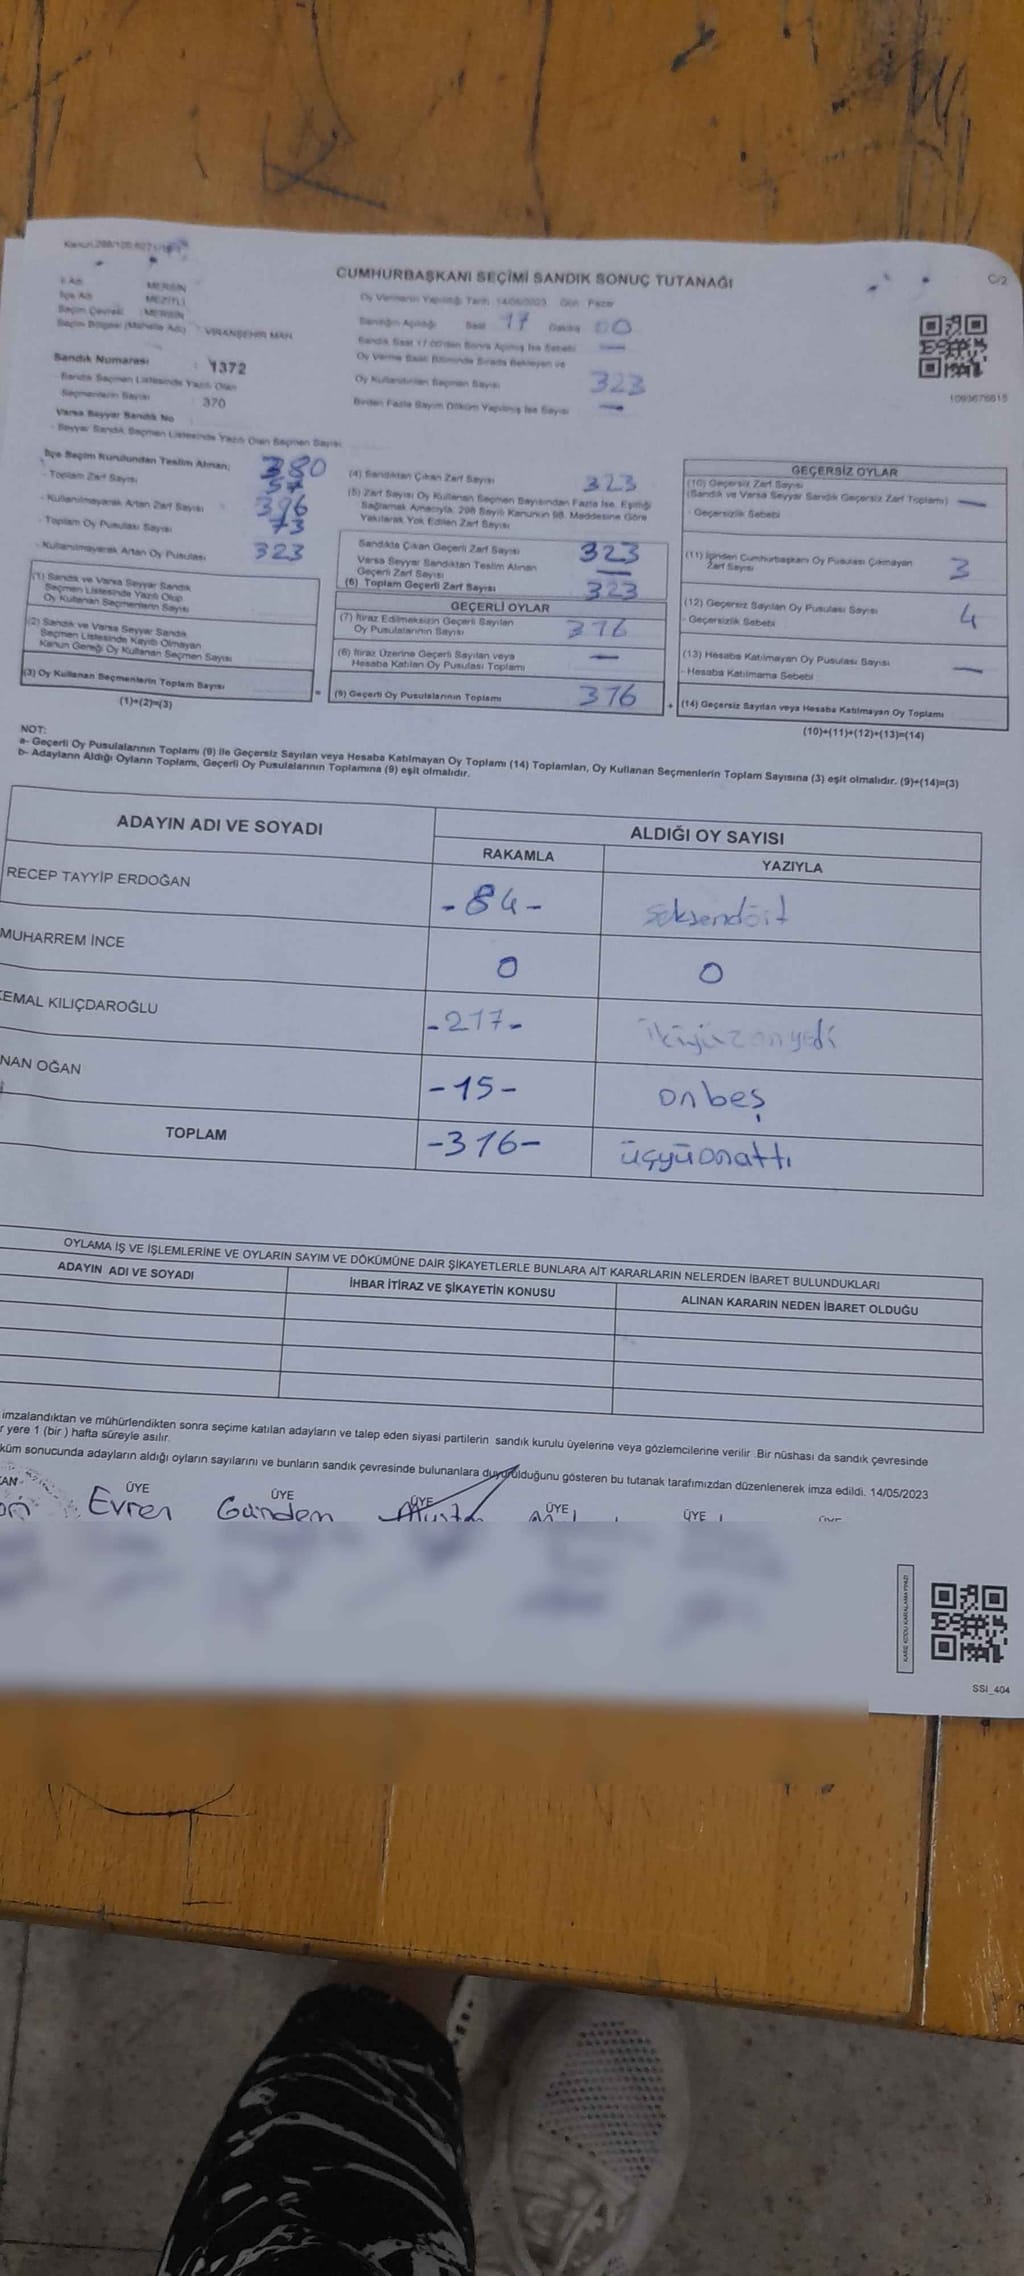 C/2
CUMHURBAŞKANI SEÇİMİ SANDIK SONUÇ TUTANAĞI
İl Adı MERSİN
İlçe Adı MEZİTLİ
Seçim Çevresi : MERSİN
Seçim Bölgesi (Mahalle Adı) : VİRANŞEHİR MAH.
Oy Vermenin Yapıldığı Tarih 14/05/2023 Gün Pazar
Sandığın Açıldığı Saat 17 Dakika 00
Sandık Saat 17:00'den Sonra Açılmış İse Sebebi —
Oy Verme Saati Bitiminde Sırada Bekleyen ve
Oy Kullandırılan Seçmen Sayısı 323
Birden Fazla Sayım Döküm Yapılmış İse Sayısı —
1093676615
Sandık Numarası : 1372
- Sandık Seçmen Listesinde Yazılı Olan
Seçmenlerin Sayısı : 370
Varsa Seyyar Sandık No
- Seyyar Sandık Seçmen Listesinde Yazılı Olan Seçmen Sayısı
İlçe Seçim Kurulundan Teslim Alınan;
- Toplam Zarf Sayısı 380
- Kullanılmayarak Artan Zarf Sayısı 57
- Toplam Oy Pusulası Sayısı 396
- Kullanılmayarak Artan Oy Pusulası 73
323
(1) Sandık ve Varsa Seyyar Sandık
Seçmen Listesinde Yazılı Olup
Oy Kullanan Seçmenlerin Sayısı
(2) Sandık ve Varsa Seyyar Sandık
Seçmen Listesinde Kayıtlı Olmayan
Kanun Gereği Oy Kullanan Seçmen Sayısı
(3) Oy Kullanan Seçmenlerin Toplam Sayısı
(1)+(2)=(3)
(4) Sandıktan Çıkan Zarf Sayısı 323
(5) Zarf Sayısı Oy Kullanan Seçmen Sayısından Fazla İse, Eşitliği
Sağlamak Amacıyla, 298 Sayılı Kanunun 98. Maddesine Göre
Yakılarak Yok Edilen Zarf Sayısı
Sandıkta Çıkan Geçerli Zarf Sayısı 323
Varsa Seyyar Sandıktan Teslim Alınan
Geçerli Zarf Sayısı —
(6) Toplam Geçerli Zarf Sayısı 323
GEÇERLİ OYLAR
(7) İtiraz Edilmeksizin Geçerli Sayılan
Oy Pusulalarının Sayısı 316
(8) İtiraz Üzerine Geçerli Sayılan veya
Hesaba Katılan Oy Pusulası Toplamı —
= (9) Geçerli Oy Pusulalarının Toplamı 316
GEÇERSİZ OYLAR
(10) Geçersiz Zarf Sayısı
(Sandık ve Varsa Seyyar Sandık Geçersiz Zarf Toplamı) —
- Geçersizlik Sebebi
(11) İçinden Cumhurbaşkanı Oy Pusulası Çıkmayan
Zarf Sayısı 3
(12) Geçersiz Sayılan Oy Pusulası Sayısı 4
- Geçersizlik Sebebi
(13) Hesaba Katılmayan Oy Pusulası Sayısı —
- Hesaba Katılmama Sebebi
+ (14) Geçersiz Sayılan veya Hesaba Katılmayan Oy Toplamı
(10)+(11)+(12)+(13)=(14)
NOT:
a- Geçerli Oy Pusulalarının Toplamı (9) ile Geçersiz Sayılan veya Hesaba Katılmayan Oy Toplamı (14) Toplamları, Oy Kullanan Seçmenlerin Toplam Sayısına (3) eşit olmalıdır. (9)+(14)=(3)
b- Adayların Aldığı Oyların Toplamı, Geçerli Oy Pusulalarının Toplamına (9) eşit olmalıdır.
ADAYIN ADI VE SOYADI ALDIĞI OY SAYISI
RAKAMLA YAZIYLA
RECEP TAYYİP ERDOĞAN -84- seksendört
MUHARREM İNCE 0 0
KEMAL KILIÇDAROĞLU -217- ikiyüzonyedi
NAN OĞAN -15- onbeş
TOPLAM -316- üçyüonaltı
OYLAMA İŞ VE İŞLEMLERİNE VE OYLARIN SAYIM VE DÖKÜMÜNE DAİR ŞİKAYETLERLE BUNLARA AİT KARARLARIN NELERDEN İBARET BULUNDUKLARI
ADAYIN ADI VE SOYADI İHBAR İTİRAZ VE ŞİKAYETİN KONUSU ALINAN KARARIN NEDEN İBARET OLDUĞU
imzalandıktan ve mühürlendikten sonra seçime katılan adayların ve talep eden siyasi partilerin sandık kurulu üyelerine veya gözlemcilerine verilir. Bir nüshası da sandık çevresinde
r yere 1 (bir ) hafta süreyle asılır.
küm sonucunda adayların aldığı oyların sayılarını ve bunların sandık çevresinde bulunanlara duyurulduğunu gösteren bu tutanak tarafımızdan düzenlenerek imza edildi. 14/05/2023
ÜYE ÜYE ÜYE ÜYE ÜYE
Evren Gündem
KARE KODU KARALAMAYINIZ!
SSI_404